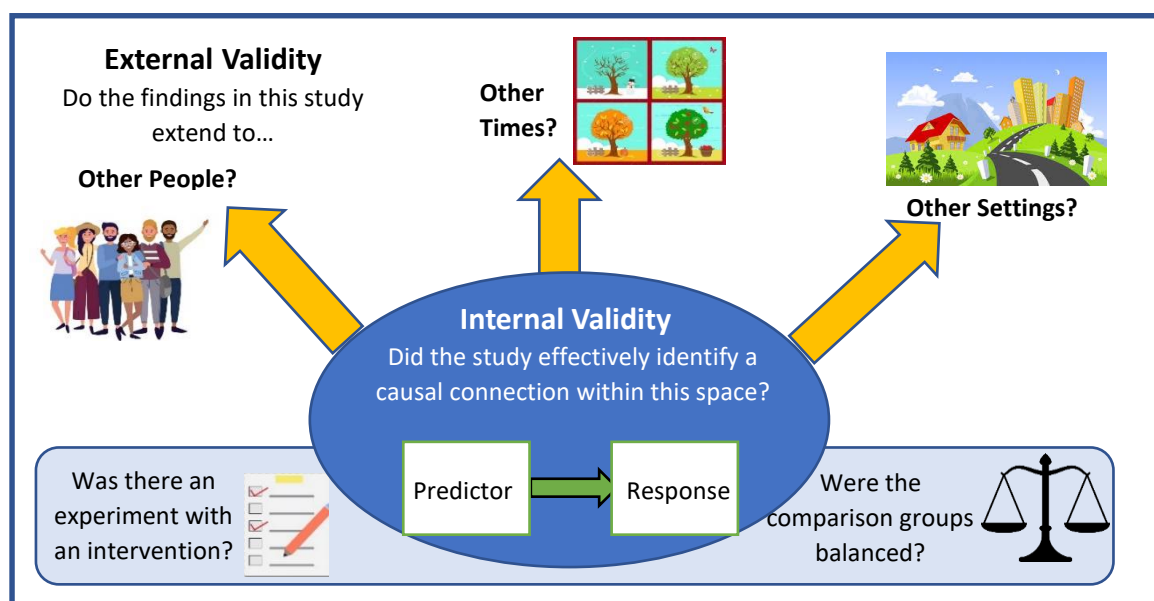 External Validity
Do the findings in this study
extend to…
Other People?
Other
Times?
Other Settings?
Internal Validity
Did the study effectively identify a
causal connection within this space?
Predictor
Response
Was there an
experiment with
an intervention?
Were the
comparison groups
balanced?